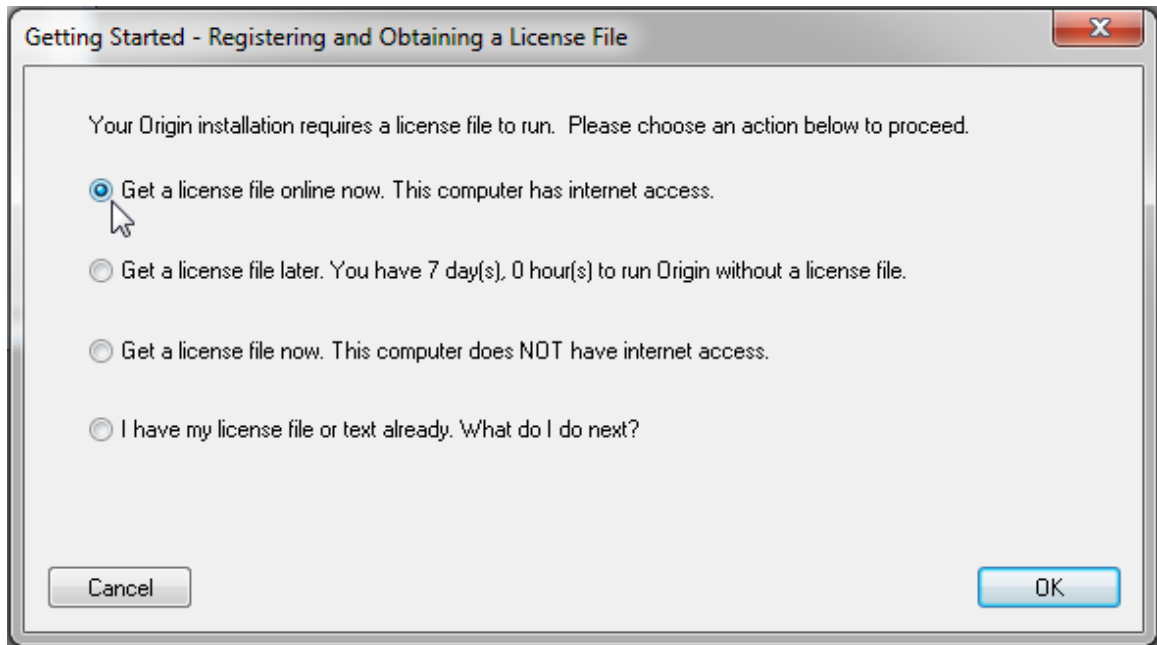 Getting Started - Registering and Obtaining a License File
Your Origin installation requires a license file to run.  Please choose an action below to proceed.
Get a license file online now. This computer has internet access.
Get a license file later. You have 7 day(s), 0 hour(s) to run Origin without a license file.
Get a license file now. This computer does NOT have internet access.
I have my license file or text already. What do I do next?
Cancel
OK